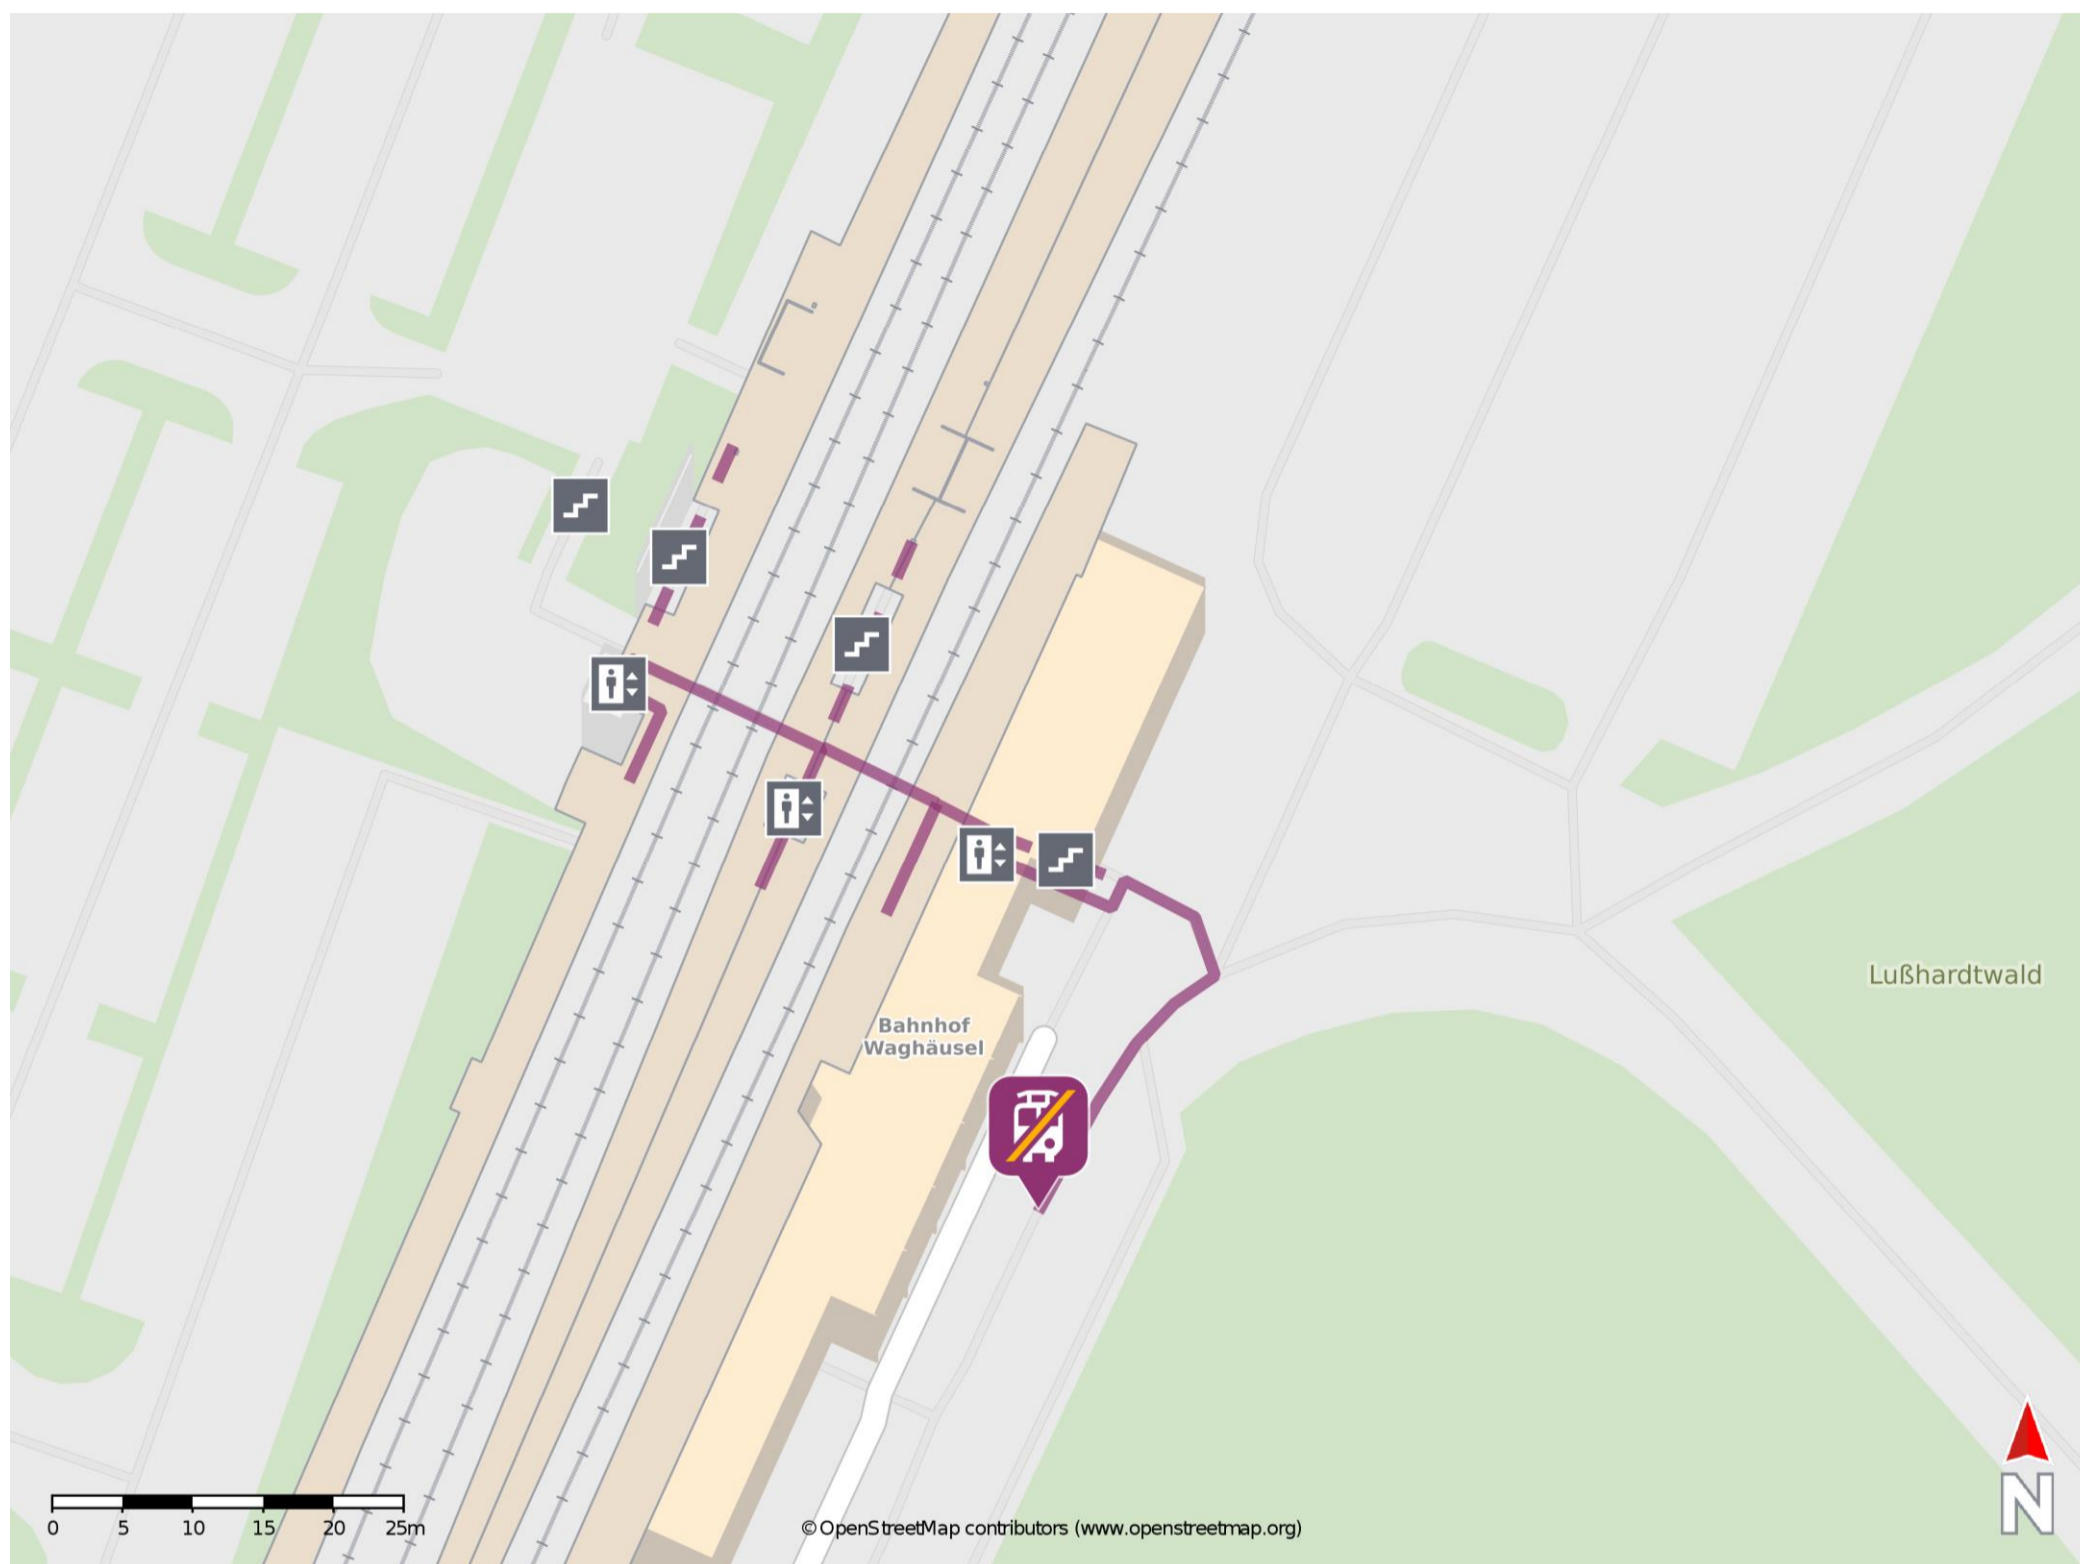 Lußhardtwald
Bahnhof
Waghäusel
N
0 5 10 15 20 25m
© OpenStreetMap contributors (www.openstreetmap.org)